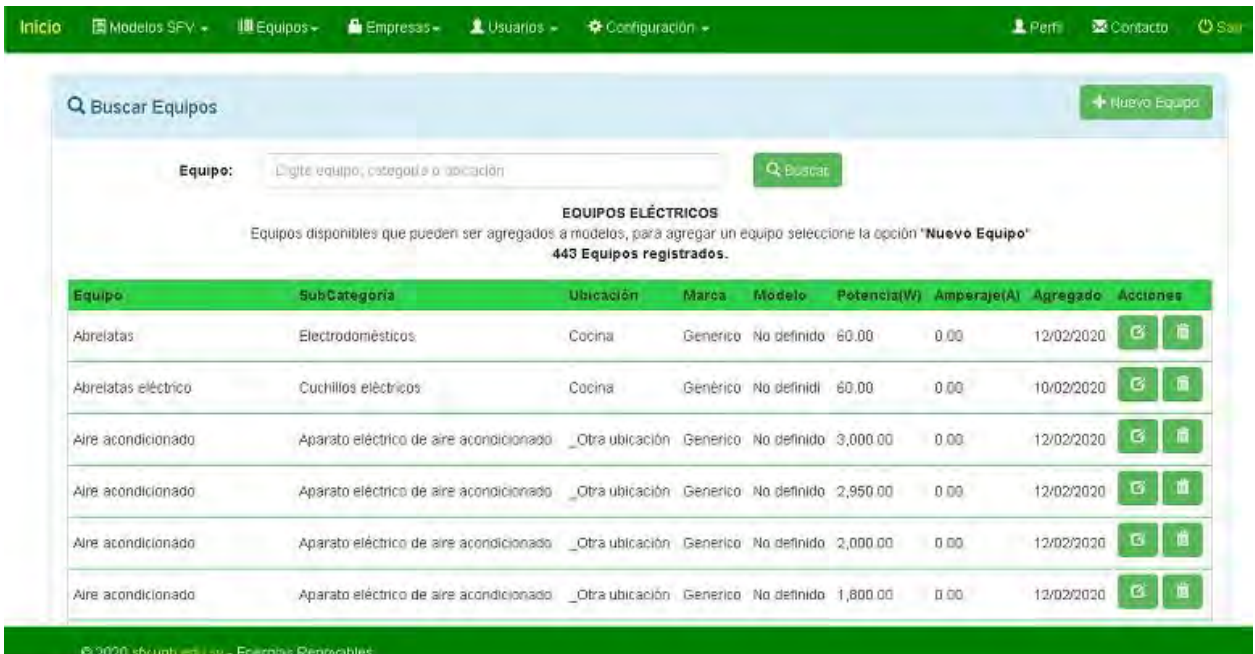 Inicio Modelos SFV Equipos Empresas Usuarios Configuración Perfil Contacto Salir
Buscar Equipos
Nuevo Equipo
Equipo: Digite equipo, categoría o ubicación Buscar
EQUIPOS ELÉCTRICOS
Equipos disponibles que pueden ser agregados a modelos, para agregar un equipo seleccione la opción "Nuevo Equipo"
443 Equipos registrados.
Equipo SubCategoría Ubicación Marca Modelo Potencia(W) Amperaje(A) Agregado Acciones
Abrelatas Electrodomésticos Cocina Generico No definido 60.00 0.00 12/02/2020
Abrelatas eléctrico Cuchillos eléctricos Cocina Genérico No definidi 60.00 0.00 10/02/2020
Aire acondicionado Aparato eléctrico de aire acondicionado _Otra ubicación Generico No definido 3,000.00 0.00 12/02/2020
Aire acondicionado Aparato eléctrico de aire acondicionado _Otra ubicación Generico No definido 2,950.00 0.00 12/02/2020
Aire acondicionado Aparato eléctrico de aire acondicionado _Otra ubicación Generico No definido 2,000.00 0.00 12/02/2020
Aire acondicionado Aparato eléctrico de aire acondicionado _Otra ubicación Generico No definido 1,800.00 0.00 12/02/2020
© 2020 - Energías Renovables